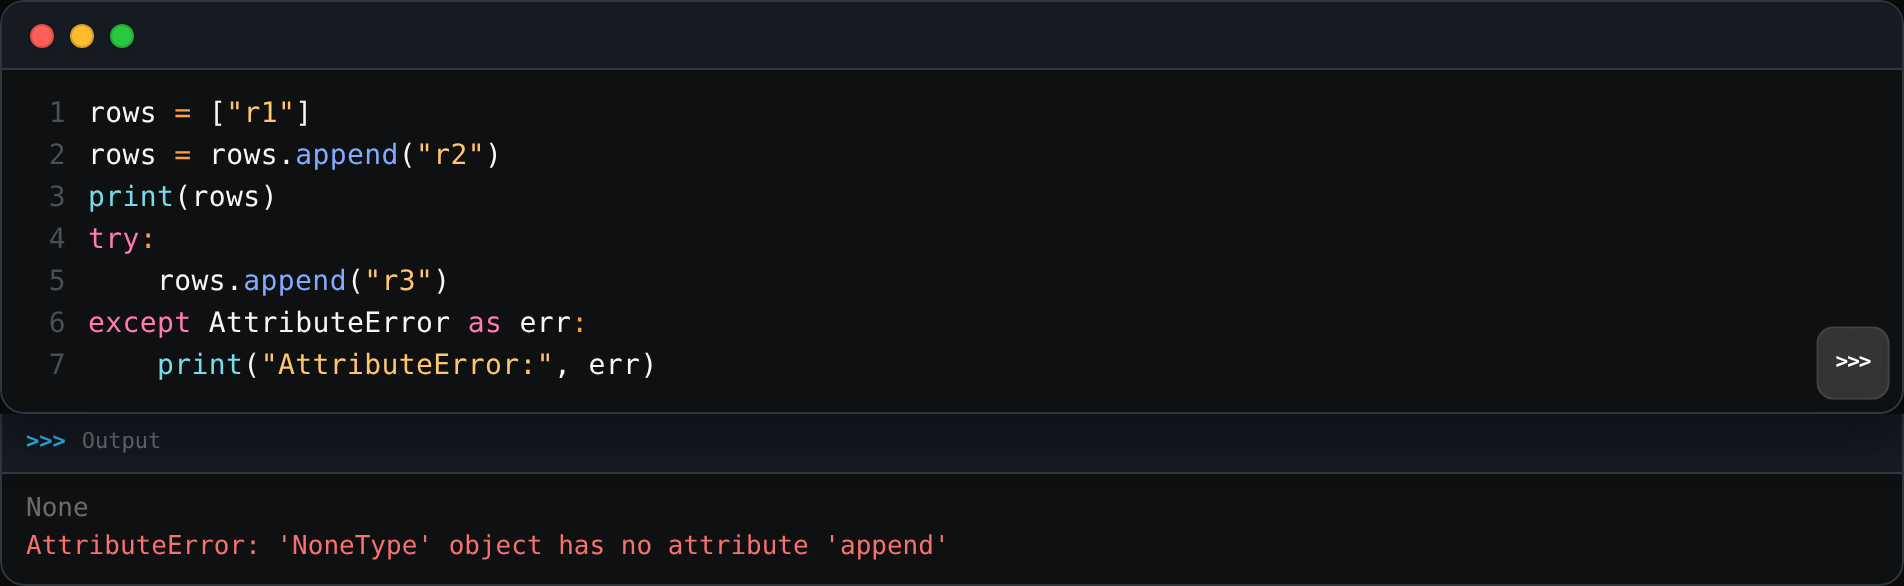 1 rows = ["r1"]
2 rows = rows.append("r2")
3 print(rows)
4 try:
5     rows.append("r3")
6 except AttributeError as err:
7     print("AttributeError:", err)
>>>
>>> Output
None
AttributeError: 'NoneType' object has no attribute 'append'